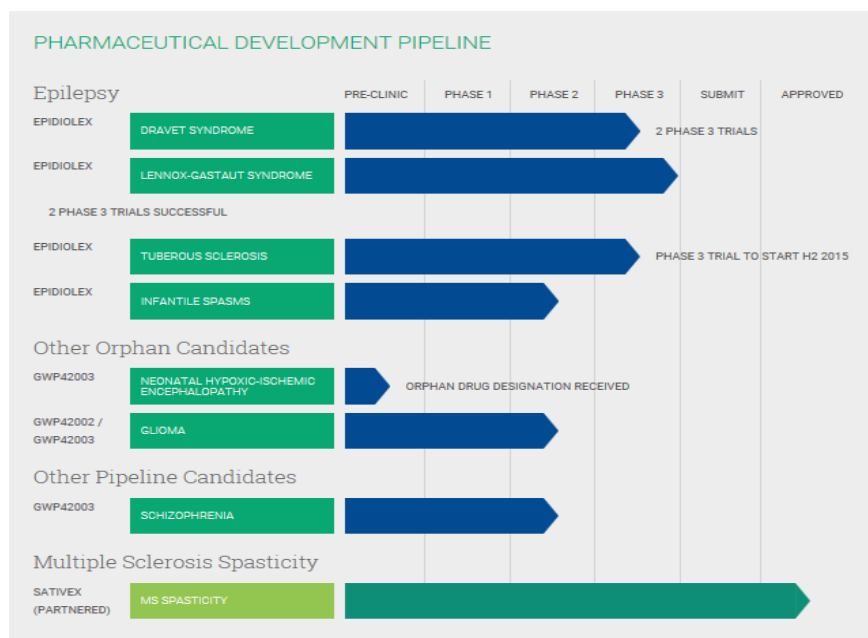 PHARMACEUTICAL DEVELOPMENT PIPELINE
Epilepsy
PRE-CLINIC PHASE 1 PHASE 2 PHASE 3 SUBMIT APPROVED
EPIDIOLEX
DRAVET SYNDROME
2 PHASE 3 TRIALS
EPIDIOLEX
LENNOX-GASTAUT SYNDROME
2 PHASE 3 TRIALS SUCCESSFUL
EPIDIOLEX
TUBEROUS SCLEROSIS
PHASE 3 TRIAL TO START H2 2015
EPIDIOLEX
INFANTILE SPASMS
Other Orphan Candidates
GWP42003
NEONATAL HYPOXIC-ISCHEMIC
ENCEPHALOPATHY
ORPHAN DRUG DESIGNATION RECEIVED
GWP42002 /
GWP42003
GLIOMA
Other Pipeline Candidates
GWP42003
SCHIZOPHRENIA
Multiple Sclerosis Spasticity
SATIVEX
(PARTNERED)
MS SPASTICITY